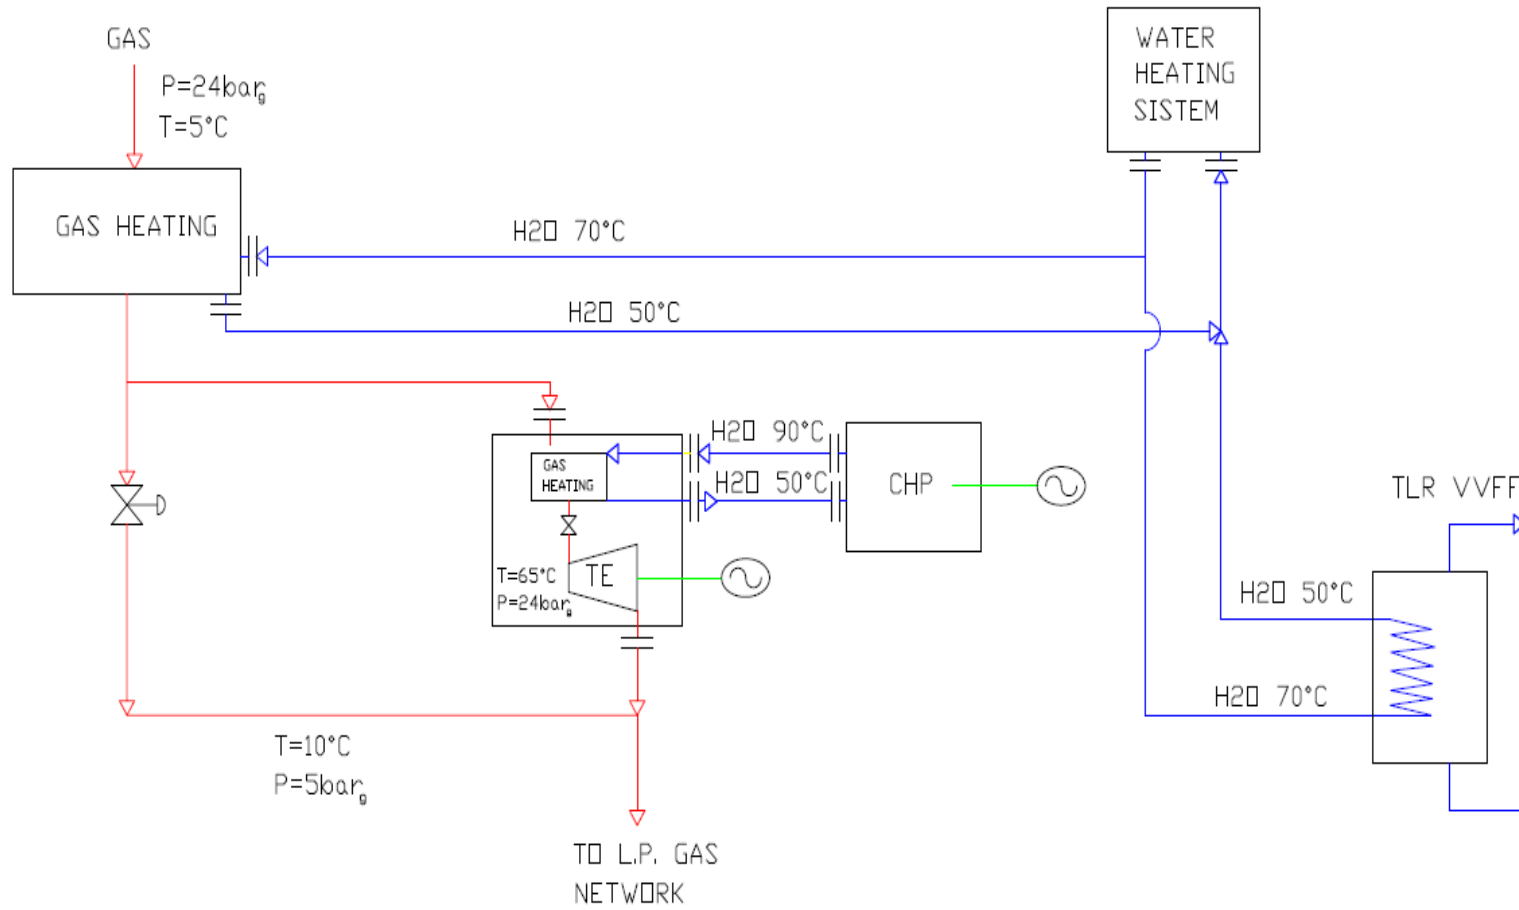 GAS
P=24barg
T=5°C
WATER
HEATING
SISTEM
GAS HEATING
H2O 70°C
H2O 50°C
GAS
HEATING
H2O 90°C
H2O 50°C
CHP
TLR VVFF
T=65°C
P=24barg
TE
H2O 50°C
H2O 70°C
T=10°C
P=5barg
TO L.P. GAS
NETWORK